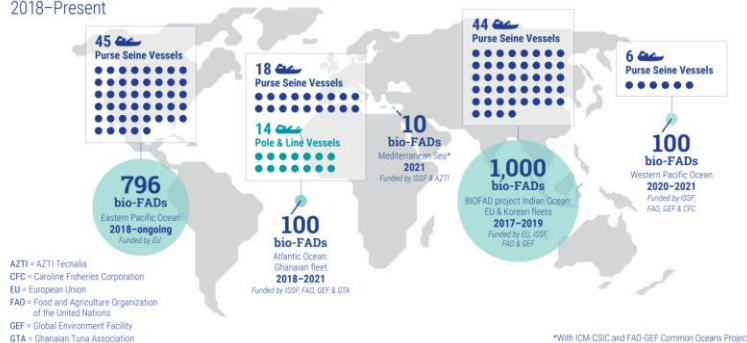 2018–Present
45
Purse Seine Vessels
796
bio-FADs
Eastern Pacific Ocean
2018–ongoing
Funded by EU
18
Purse Seine Vessels
14
Pole & Line Vessels
100
bio-FADs
Atlantic Ocean:
Ghanaian fleet
2018–2021
Funded by ISSF, FAO, GEF & GTA
10
bio-FADs
Mediterranean Sea*
2021
Funded by ISSF & AZTI
44
Purse Seine Vessels
1,000
bio-FADs
BIOFAD project Indian Ocean:
EU & Korean fleets
2017–2019
Funded by EU, ISSF,
FAO & GEF
6
Purse Seine Vessels
100
bio-FADs
Western Pacific Ocean
2020–2021
Funded by ISSF,
FAO, GEF & CFC
AZTI = AZTI Tecnalia
CFC = Caroline Fisheries Corporation
EU = European Union
FAO = Food and Agriculture Organization
of the United Nations
GEF = Global Environment Facility
GTA = Ghanaian Tuna Association
*With ICM-CSIC and FAO-GEF Common Oceans Project